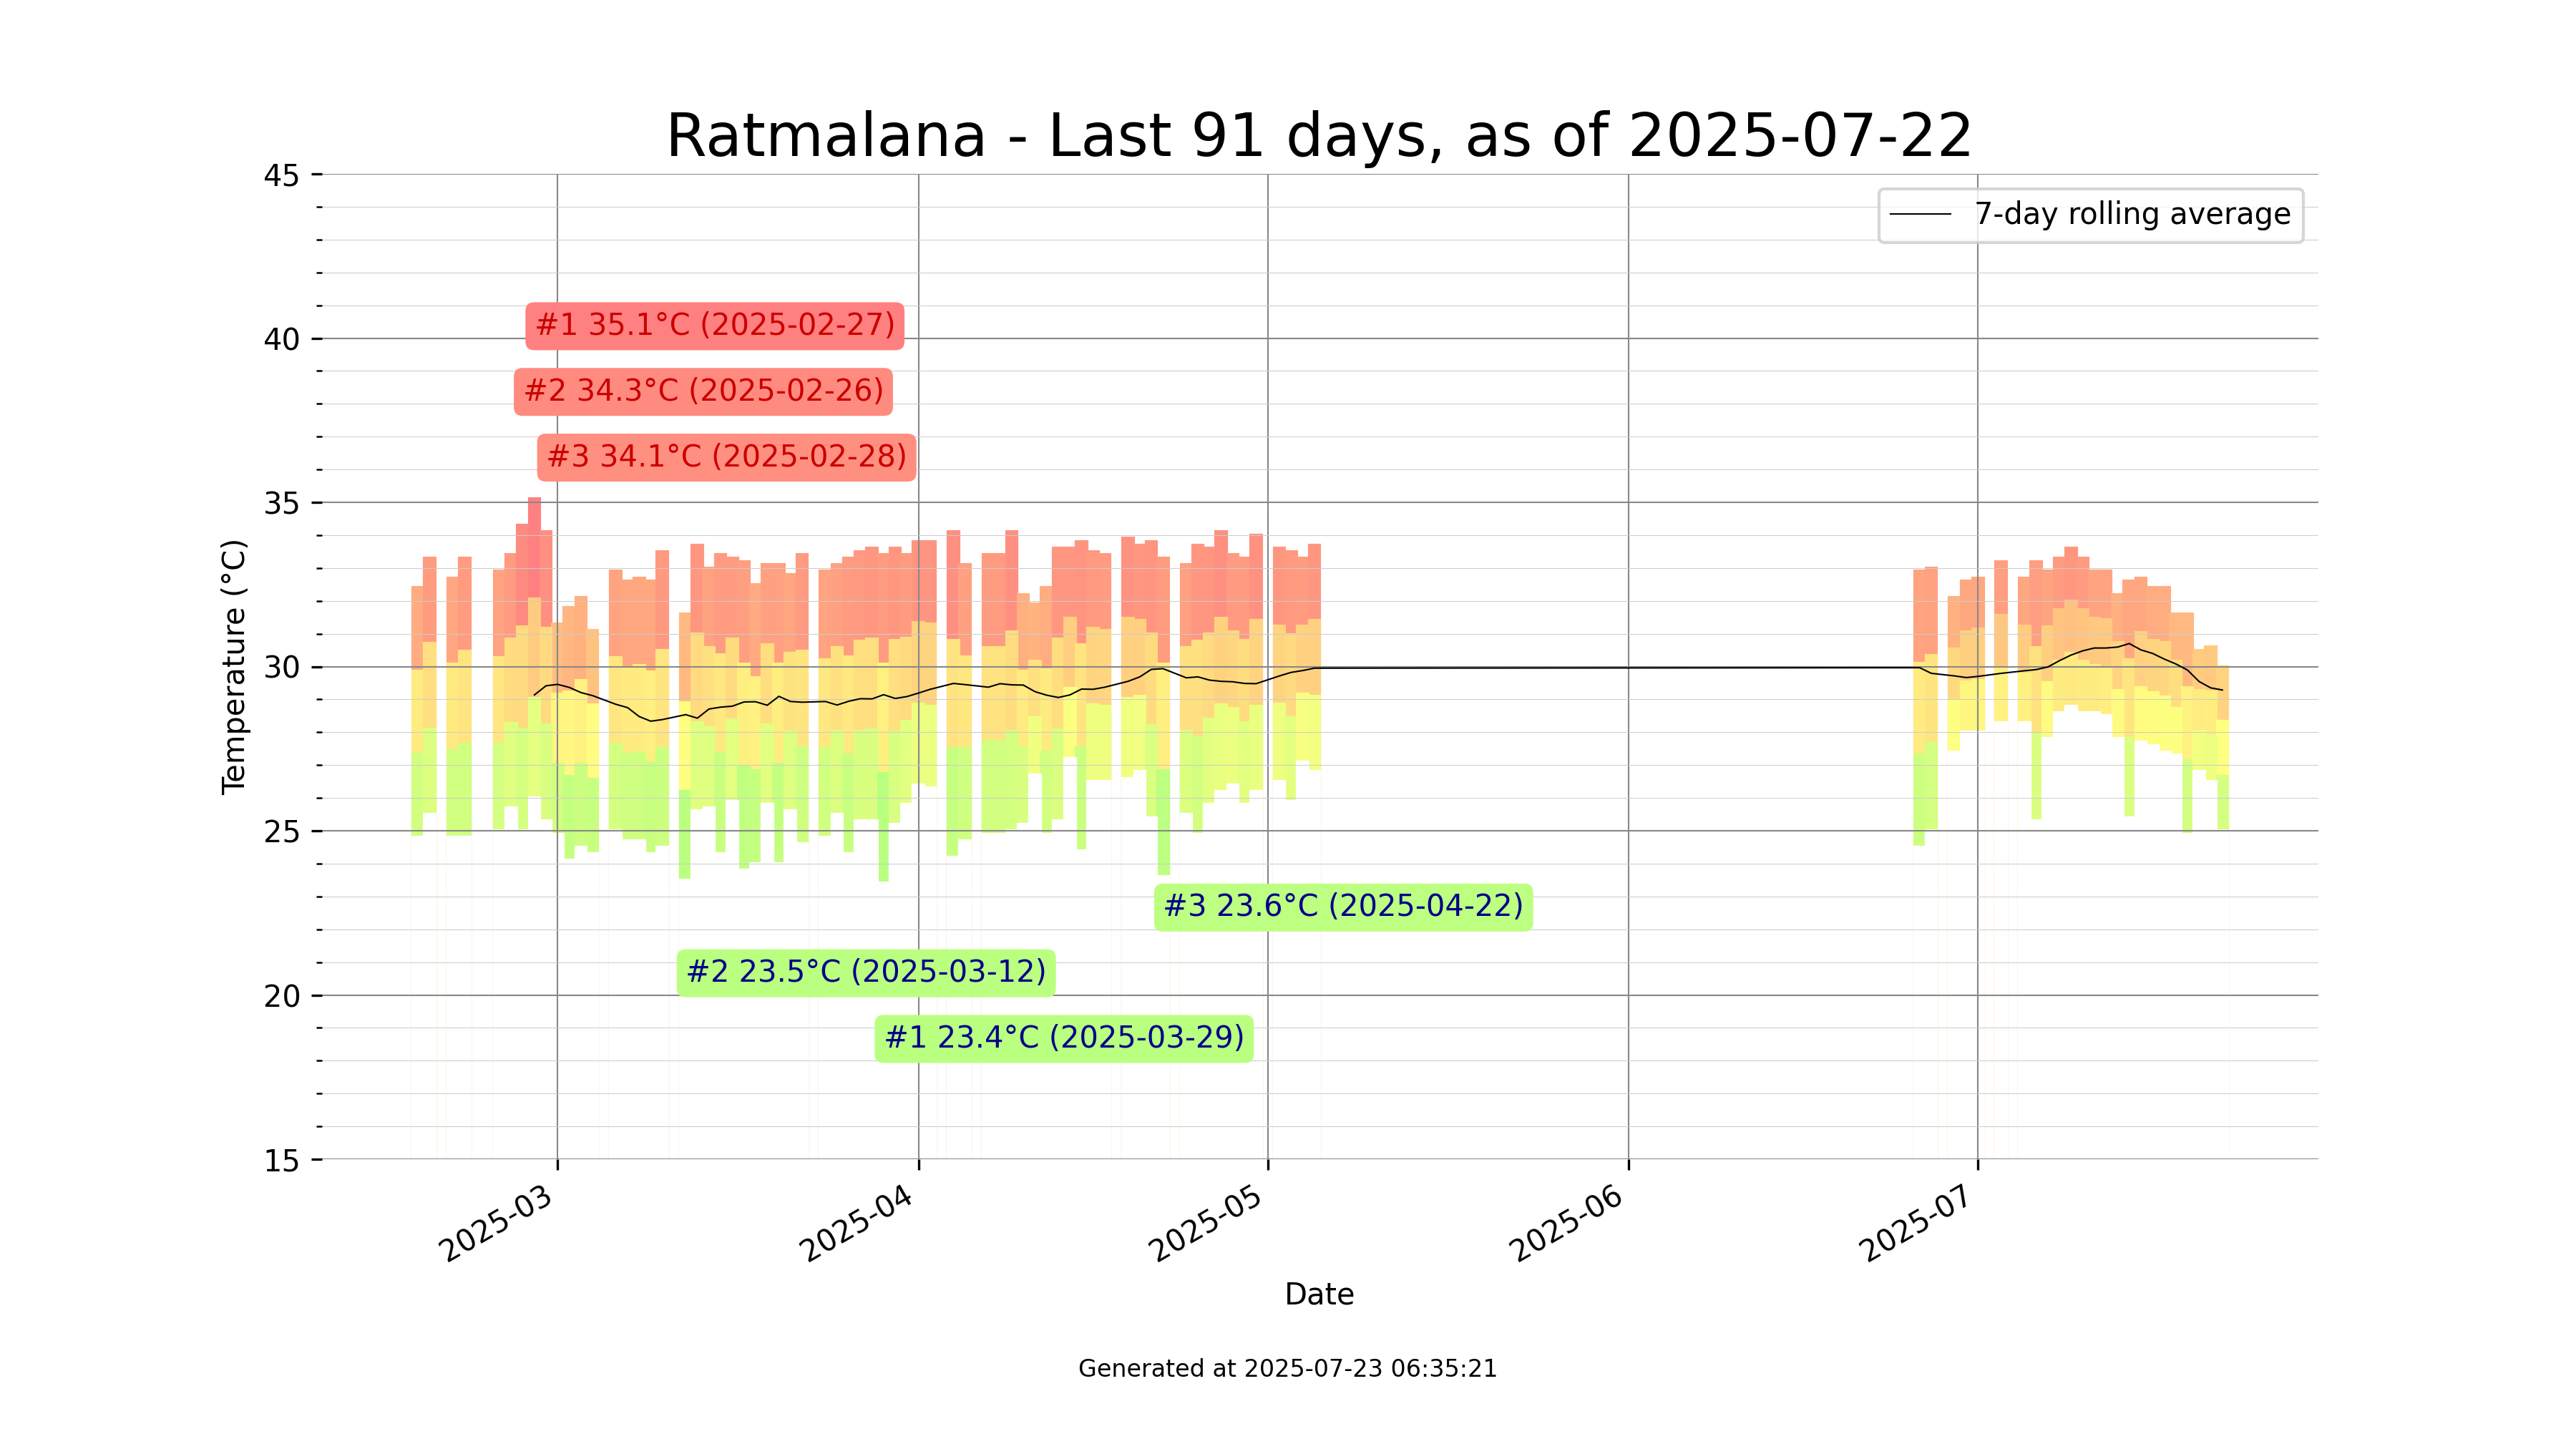 Ratmalana - Last 91 days, as of 2025-07-22
45
7-day rolling average
#1 35.1°C (2025-02-27)
40
#2 34.3°C (2025-02-26)
#3 34.1°C (2025-02-28)
35
Temperature (°C)
30
25
#3 23.6°C (2025-04-22)
#2 23.5°C (2025-03-12)
20
#1 23.4°C (2025-03-29)
15
2025-03
2025-04
2025-05
2025-06
2025-07
Date
Generated at 2025-07-23 06:35:21